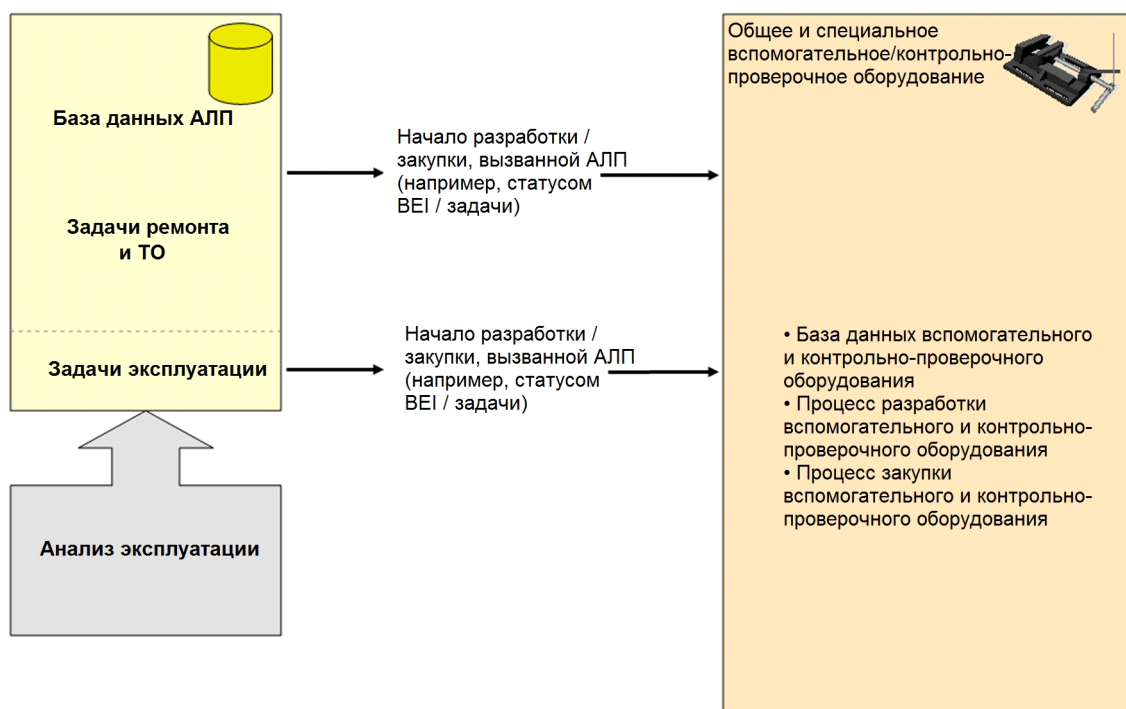 База данных АЛП
Задачи ремонта
и ТО
Задачи эксплуатации
Анализ эксплуатации
Начало разработки /
закупки, вызванной АЛП
(например, статусом
BEI / задачи)
Начало разработки /
закупки, вызванной АЛП
(например, статусом
BEI / задачи)
Общее и специальное
вспомогательное/контрольно-
проверочное оборудование
• База данных вспомогательного
и контрольно-проверочного
оборудования
• Процесс разработки
вспомогательного и контрольно-
проверочного оборудования
• Процесс закупки
вспомогательного и контрольно-
проверочного оборудования